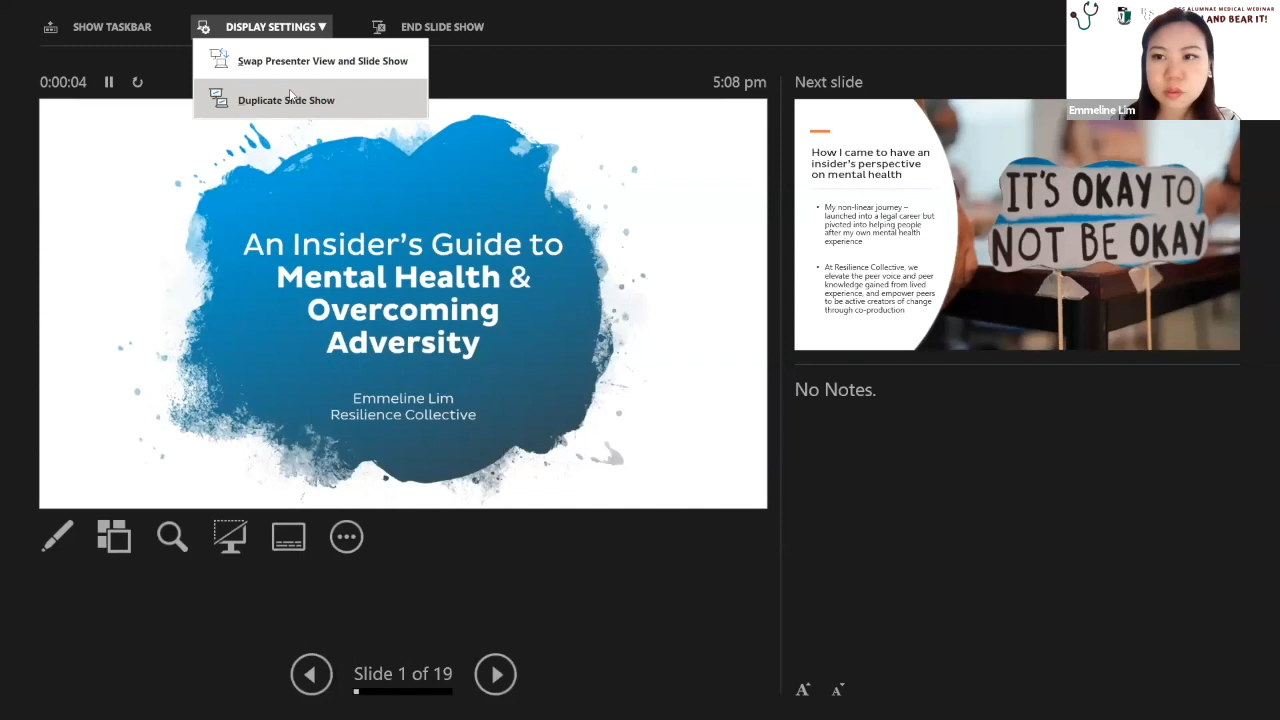 SHOW TASKBAR
DISPLAY SETTINGS ▼
END SLIDE SHOW
Swap Presenter View and Slide Show
Duplicate Slide Show
0:00:04
5:08 pm
An Insider's Guide to
Mental Health &
Overcoming
Adversity
Emmeline Lim
Resilience Collective
Slide 1 of 19
Next slide
How I came to have an
insider's perspective
on mental health
• My non-linear journey –
launched into a legal career but
pivoted into helping people
after my own mental health
experience
• At Resilience Collective, we
elevate the peer voice and peer
knowledge gained from lived
experience, and empower peers
to be active creators of change
through co-production
IT'S OKAY TO
NOT BE OKAY
No Notes.
A A
ALUMNAE MEDICAL WEBINAR
AND BEAR IT!
Emmeline Lim